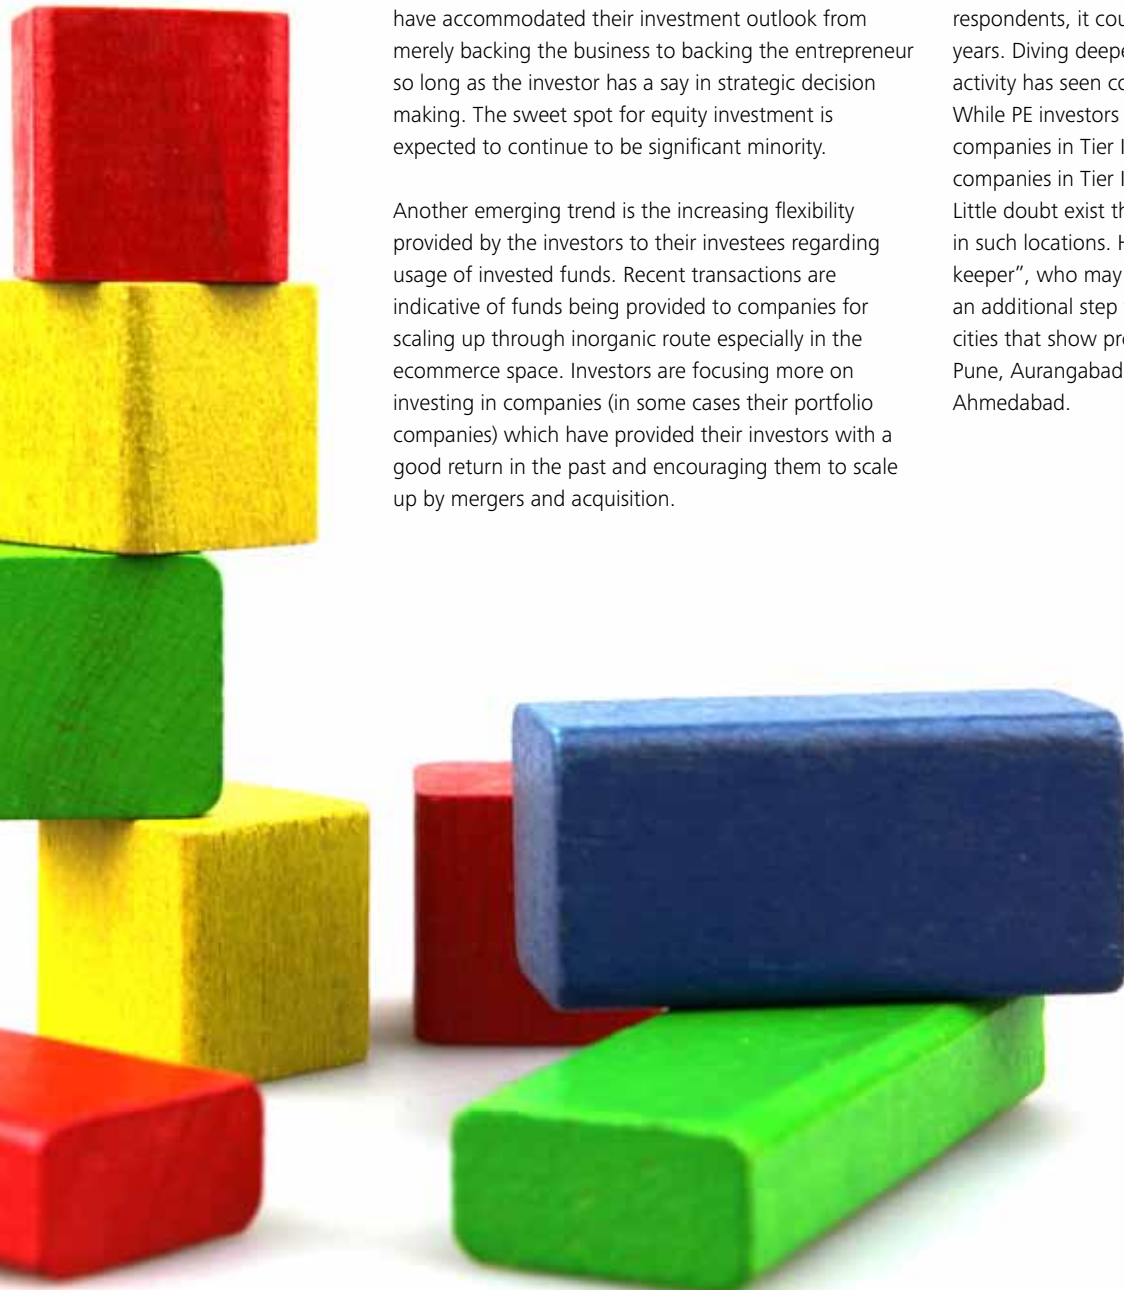 have accommodated their investment outlook from
merely backing the business to backing the entrepreneur
so long as the investor has a say in strategic decision
making. The sweet spot for equity investment is
expected to continue to be significant minority.
Another emerging trend is the increasing flexibility
provided by the investors to their investees regarding
usage of invested funds. Recent transactions are
indicative of funds being provided to companies for
scaling up through inorganic route especially in the
ecommerce space. Investors are focusing more on
investing in companies (in some cases their portfolio
companies) which have provided their investors with a
good return in the past and encouraging them to scale
up by mergers and acquisition.
respondents, it
years. Diving
activity has seen
While PE investors
companies in Tier
companies in Tier
Little doubt exist
in such locations.
keeper”, who may
an additional step
cities that show
Pune, Aurangabad
Ahmedabad.